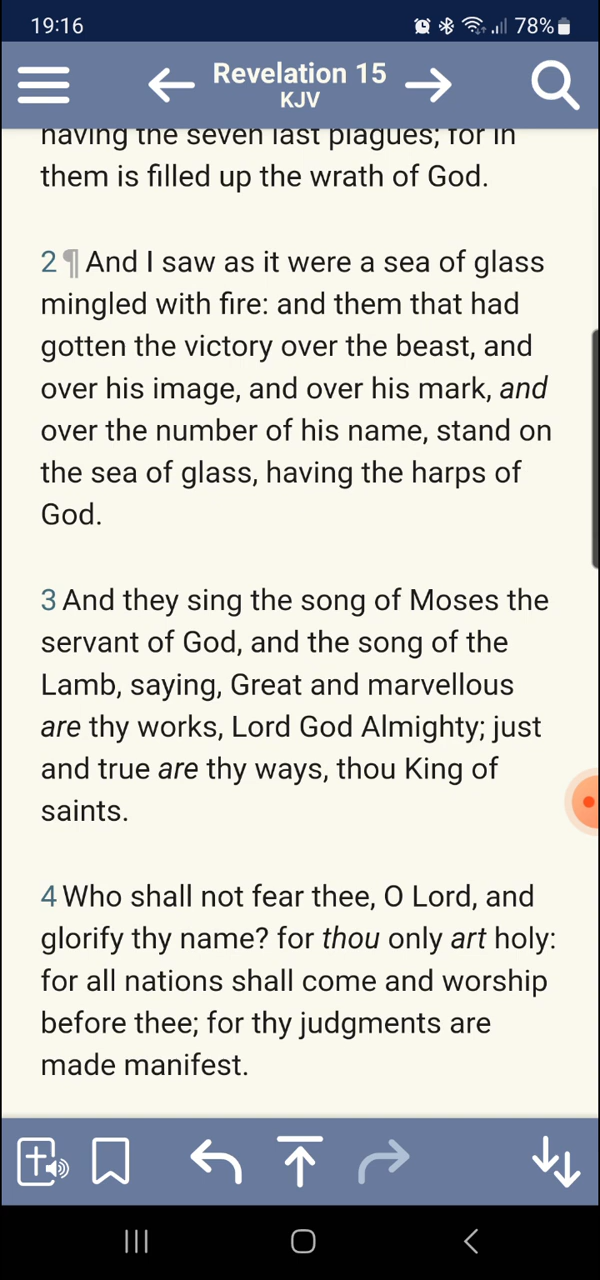 19:16 78%
Revelation 15
KJV
having the seven last plagues; for in
them is filled up the wrath of God.
2 ¶ And I saw as it were a sea of glass
mingled with fire: and them that had
gotten the victory over the beast, and
over his image, and over his mark, and
over the number of his name, stand on
the sea of glass, having the harps of
God.
3 And they sing the song of Moses the
servant of God, and the song of the
Lamb, saying, Great and marvellous
are thy works, Lord God Almighty; just
and true are thy ways, thou King of
saints.
4 Who shall not fear thee, O Lord, and
glorify thy name? for thou only art holy:
for all nations shall come and worship
before thee; for thy judgments are
made manifest.